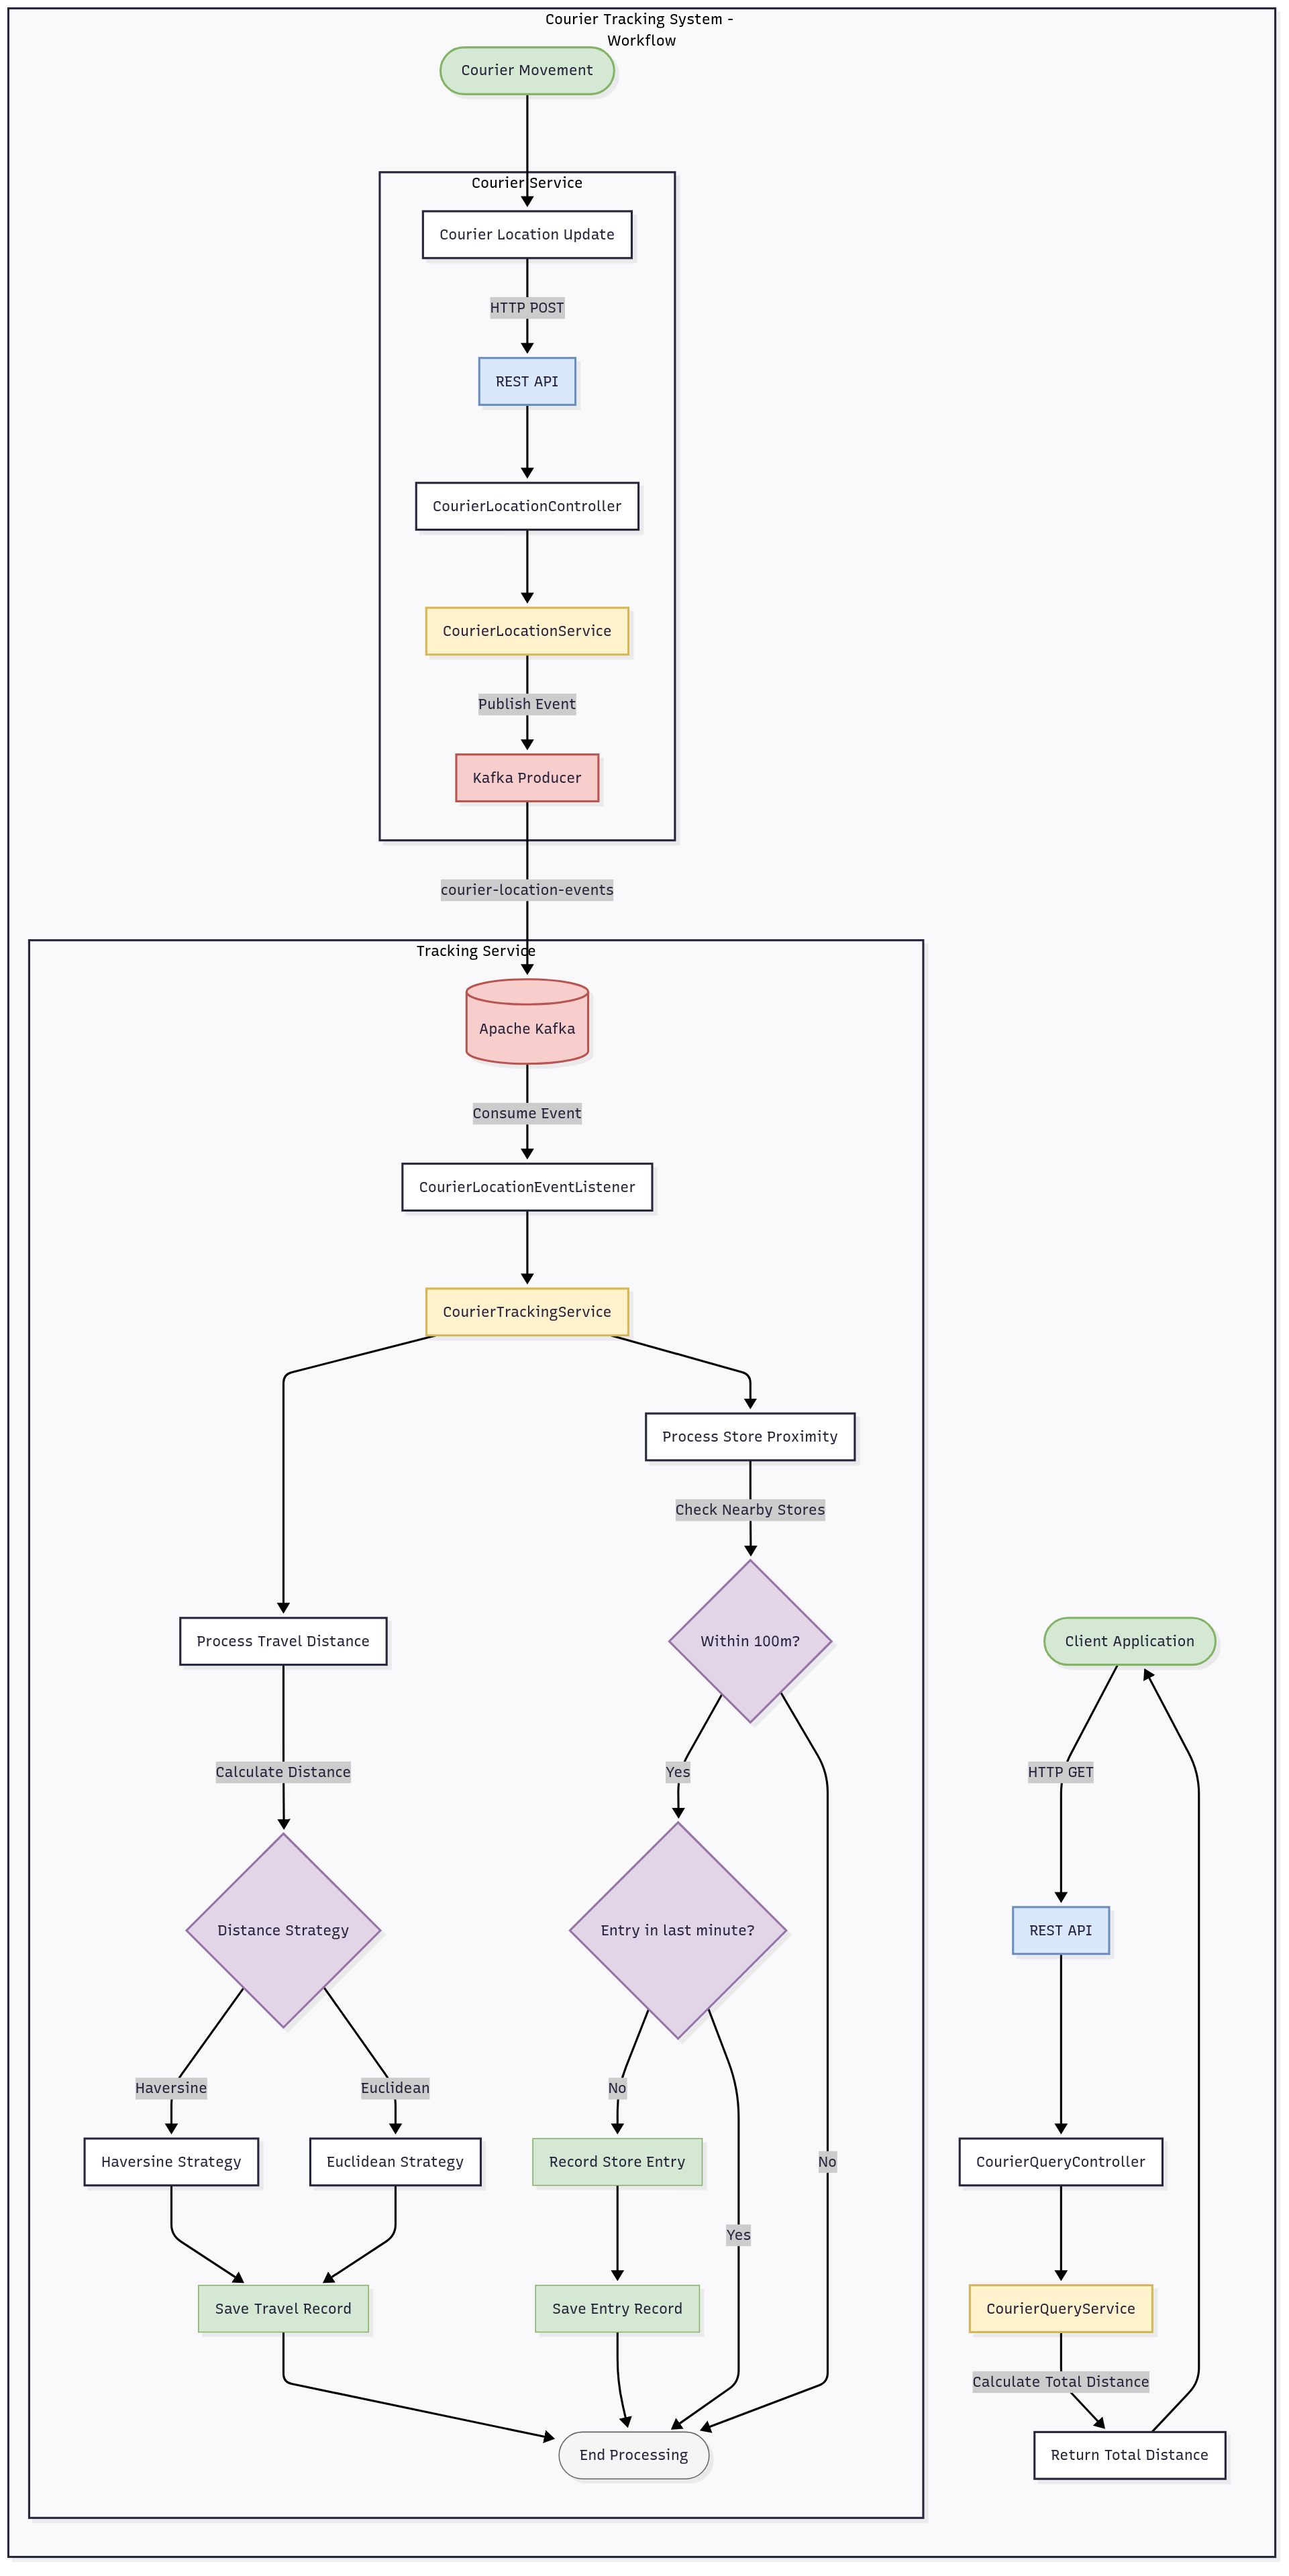 Courier Tracking System -
Workflow
Courier Movement
Courier Service
Courier Location Update
HTTP POST
REST API
CourierLocationController
CourierLocationService
Publish Event
Kafka Producer
courier-location-events
Tracking Service
Apache Kafka
Consume Event
CourierLocationEventListener
CourierTrackingService
Process Store Proximity
Check Nearby Stores
Process Travel Distance
Within 100m?
Client Application
Calculate Distance
Yes
HTTP GET
Distance Strategy
Entry in last minute?
REST API
Haversine
Euclidean
No
Haversine Strategy
Euclidean Strategy
Record Store Entry
No
CourierQueryController
Yes
Save Travel Record
Save Entry Record
CourierQueryService
Calculate Total Distance
End Processing
Return Total Distance